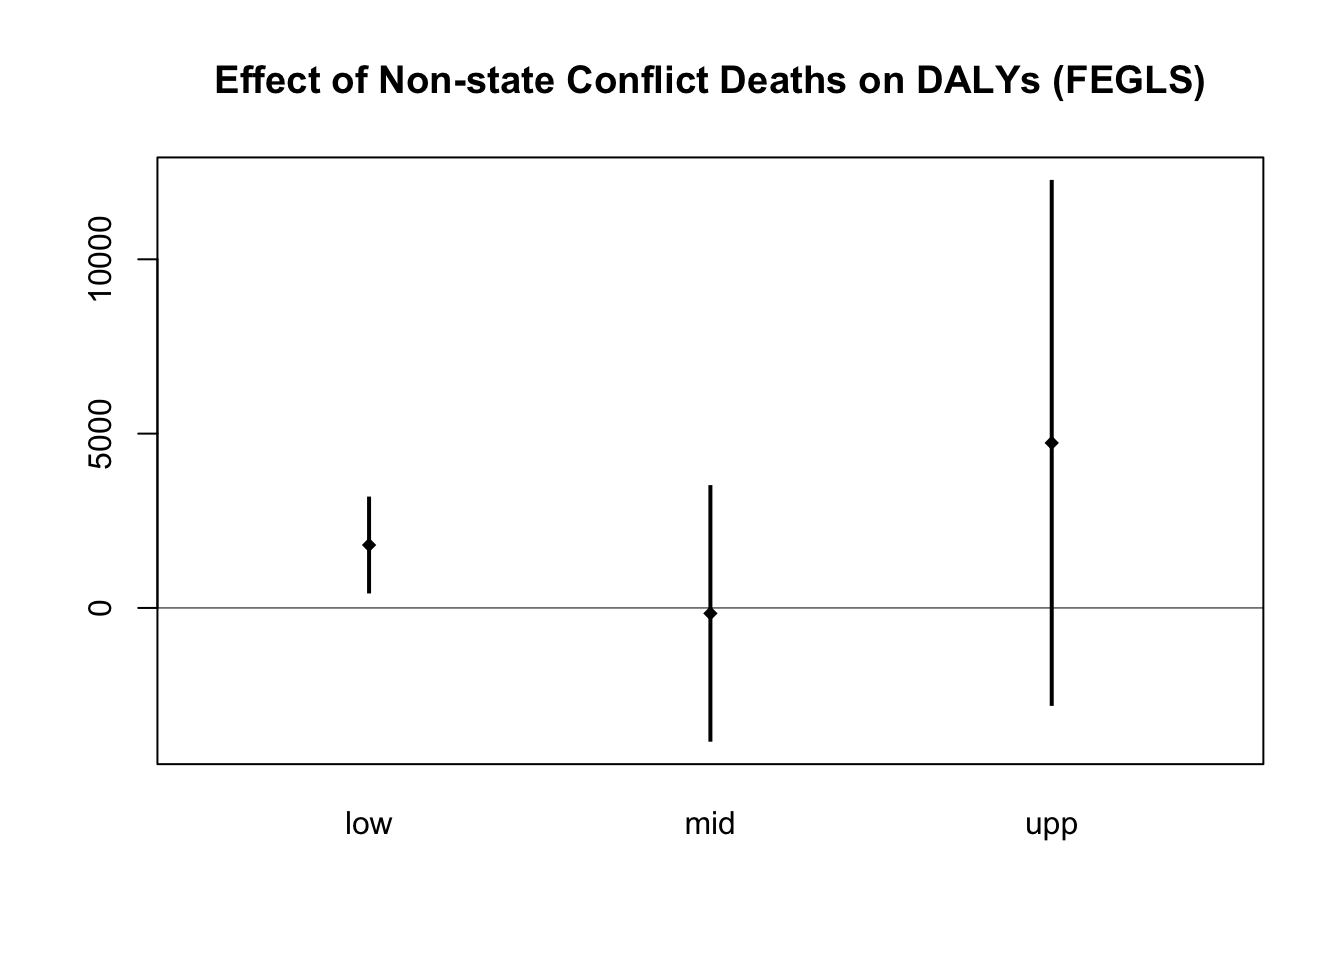 Effect of Non-state Conflict Deaths on DALYs (FEGLS)
10000
5000
0
low mid upp